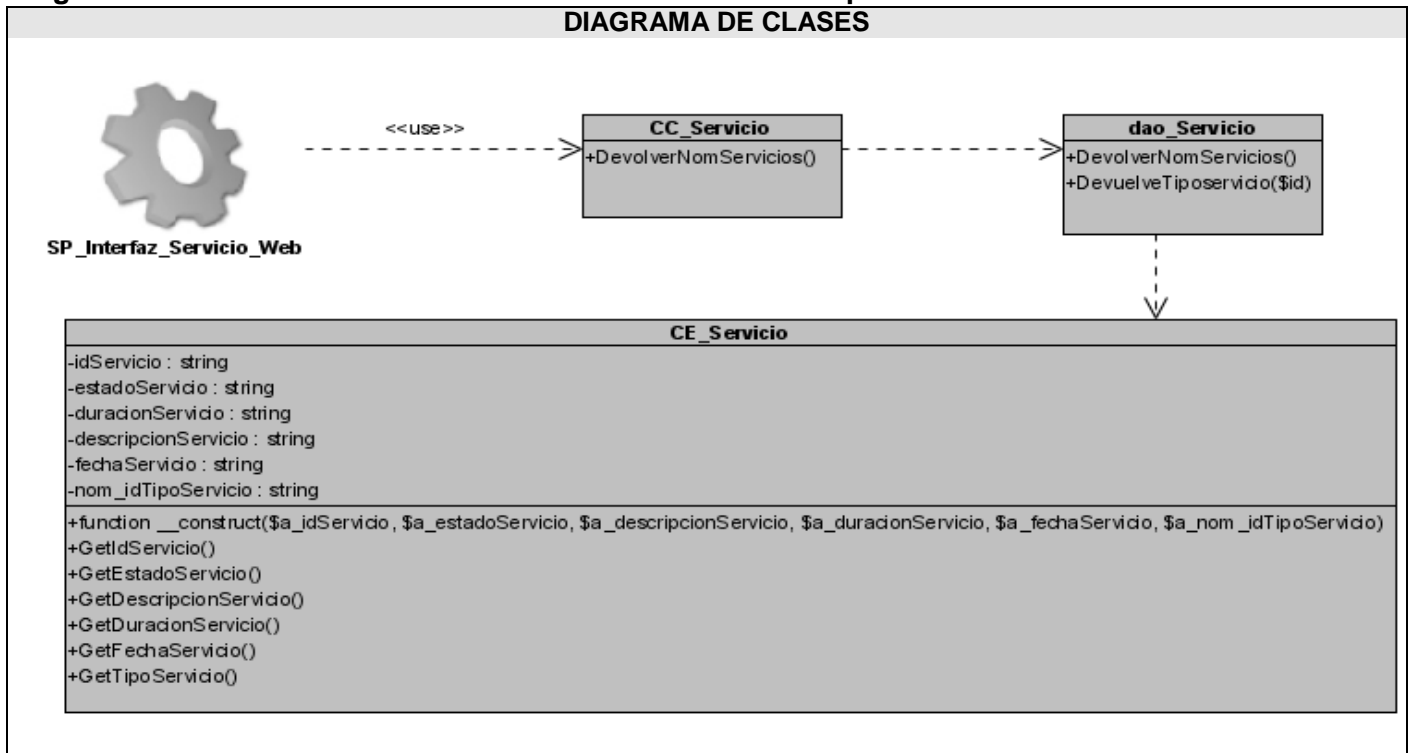 DIAGRAMA DE CLASES
<<use>>
CC_Servicio
+DevolverNomServicios()
dao_Servicio
+DevolverNomServicios()
+DevuelveTiposervicio($id)
SP_Interfaz_Servicio_Web
CE_Servicio
-idServicio : string
-estadoServicio : string
-duracionServicio : string
-descripcionServicio : string
-fechaServicio : string
-nom_idTipoServicio : string
+function __construct($a_idServicio, $a_estadoServicio, $a_descripcionServicio, $a_duracionServicio, $a_fechaServicio, $a_nom_idTipoServicio)
+GetIdServicio()
+GetEstadoServicio()
+GetDescripcionServicio()
+GetDuracionServicio()
+GetFechaServicio()
+GetTipoServicio()